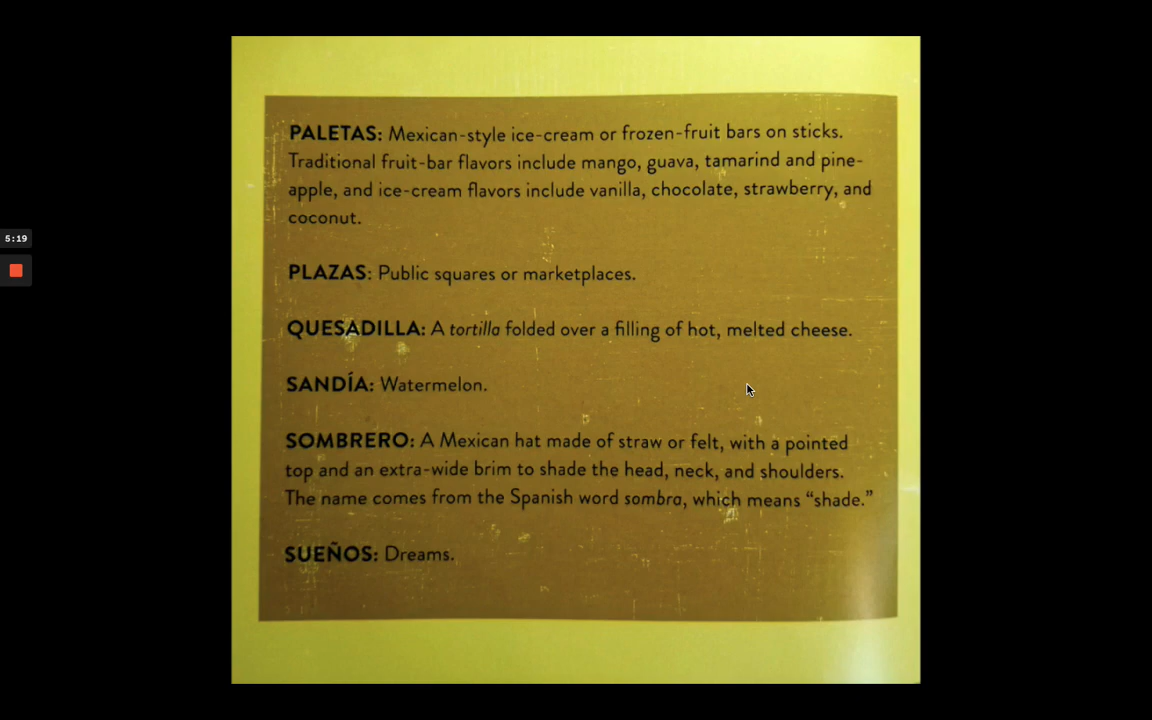 PALETAS: Mexican-style ice-cream or frozen-fruit bars on sticks.
Traditional fruit-bar flavors include mango, guava, tamarind and pine-
apple, and ice-cream flavors include vanilla, chocolate, strawberry, and
coconut.
PLAZAS: Public squares or marketplaces.
5:19
QUESADILLA: A tortilla folded over a filling of hot, melted cheese.
SANDÍA: Watermelon.
SOMBRERO: A Mexican hat made of straw or felt, with a pointed
top and an extra-wide brim to shade the head, neck, and shoulders.
The name comes from the Spanish word sombra, which means “shade.”
SUEÑOS: Dreams.